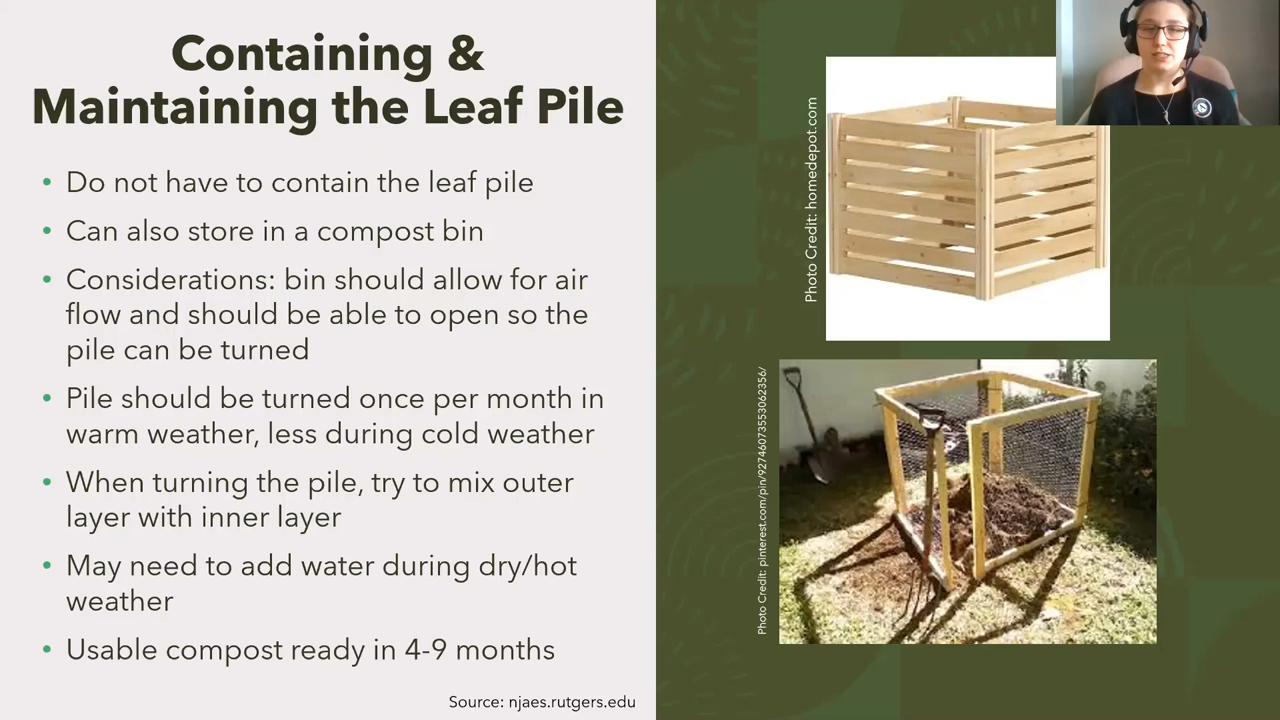 Containing &
Maintaining the Leaf Pile
• Do not have to contain the leaf pile
• Can also store in a compost bin
• Considerations: bin should allow for air
flow and should be able to open so the
pile can be turned
• Pile should be turned once per month in
warm weather, less during cold weather
• When turning the pile, try to mix outer
layer with inner layer
• May need to add water during dry/hot
weather
• Usable compost ready in 4-9 months
Source: njaes.rutgers.edu
Photo Credit: homedepot.com
Photo Credit: pinterest.com/pin/92746073553062356/